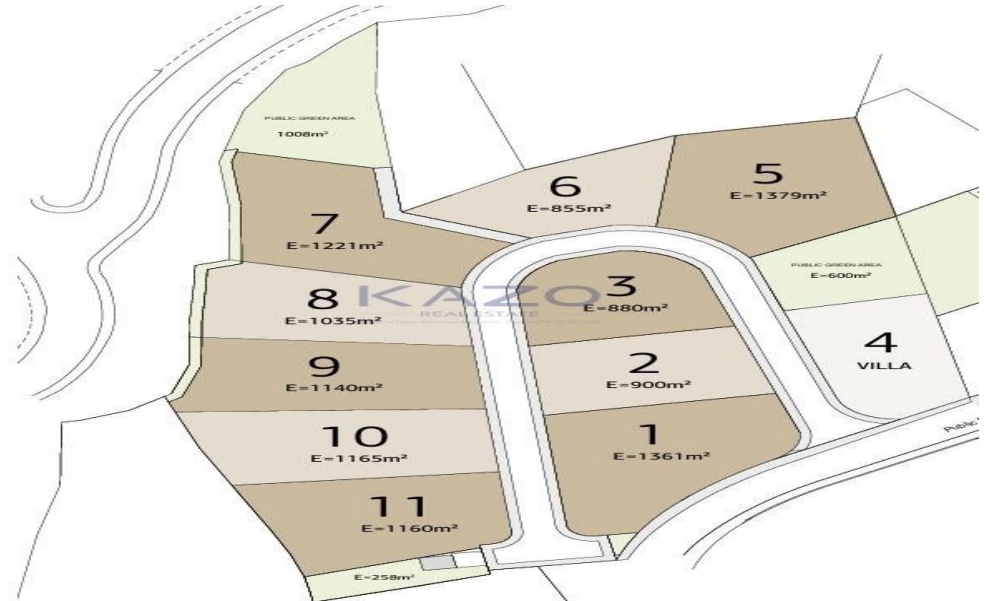 PUBLIC GREEN AREA
1008m²
5
E=1379m²
6
E=855m²
7
E=1221m²
PUBLIC GREEN AREA
E=600m²
8
E=1035m²
KAZO
REAL ESTATE
3
E=880m²
4
VILLA
9
E=1140m²
2
E=900m²
10
E=1165m²
1
E=1361m²
Public
11
E=1160m²
E=258m²